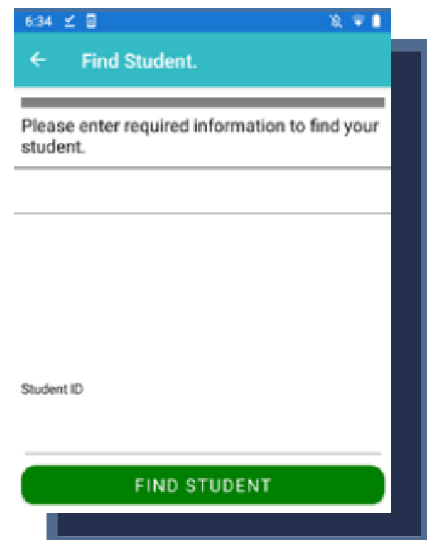 6:34
Find Student.
Please enter required information to find your
student.
Student ID
FIND STUDENT